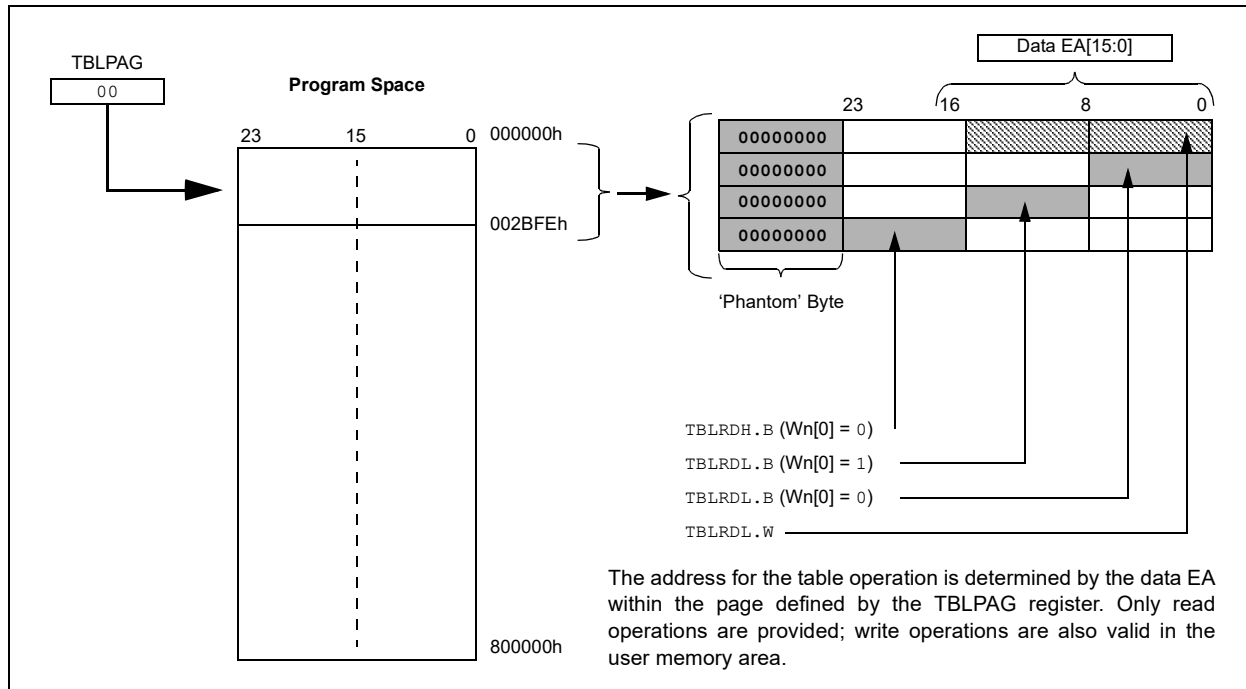 TBLPAG
00
Program Space
23 15 0
000000h
002BFEh
800000h
Data EA[15:0]
23 16 8 0
00000000
00000000
00000000
00000000
‘Phantom’ Byte
TBLRDH.B (Wn[0] = 0)
TBLRDL.B (Wn[0] = 1)
TBLRDL.B (Wn[0] = 0)
TBLRDL.W
The address for the table operation is determined by the data EA
within the page defined by the TBLPAG register. Only read
operations are provided; write operations are also valid in the
user memory area.